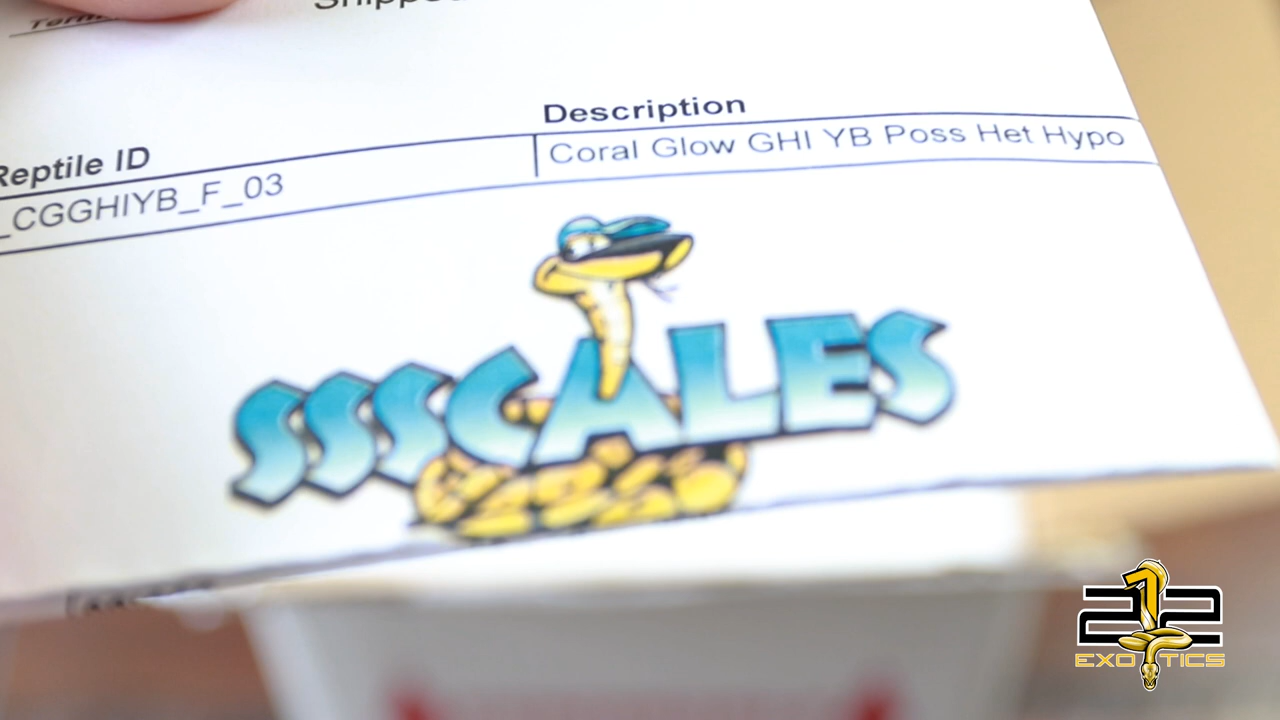 Description
Reptile ID
Coral Glow GHI YB Poss Het Hypo
_CGGHIYB_F_03
SSSCALES
212
EXOTICS